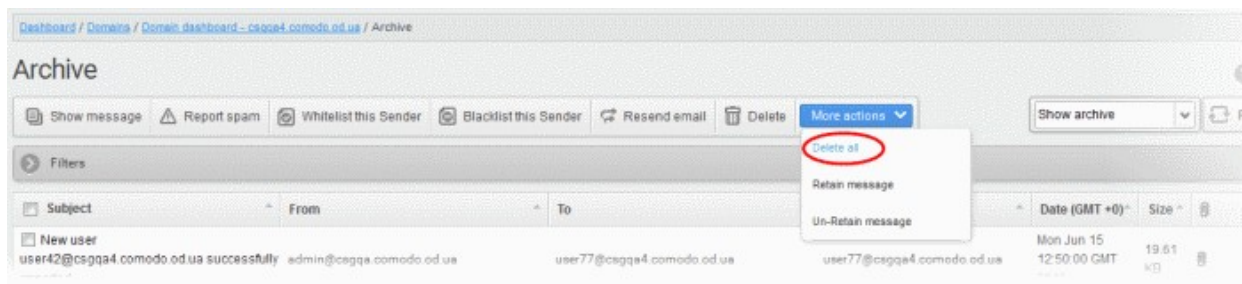 Dashboard / Domains / Domain dashboard - csgqa4.comodo.od.ua / Archive
Archive
Show message Report spam Whitelist this Sender Blacklist this Sender Resend email Delete More actions Show archive
Delete all
Filters
Retain message
Subject From To Date (GMT +0) Size
Un-Retain message
New user Mon Jun 15
user42@csgqa4.comodo.od.ua successfully admin@csgqa.comodo.od.ua user77@csgqa4.comodo.od.ua user77@csgqa4.comodo.od.ua 12:50:00 GMT 19.61
KB